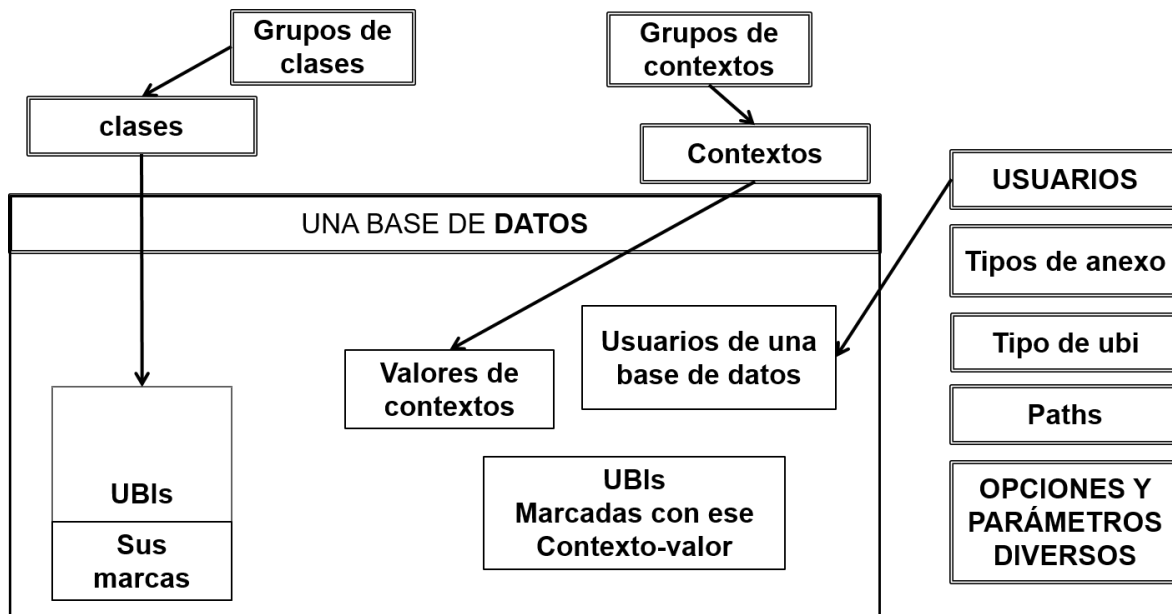 Grupos de
clases
Grupos de
contextos
clases
Contextos
USUARIOS
UNA BASE DE DATOS
Tipos de anexo
Usuarios de una
base de datos
Tipo de ubi
Valores de
contextos
Paths
UBIs
Sus
marcas
UBIs
Marcadas con ese
Contexto-valor
OPCIONES Y
PARÁMETROS
DIVERSOS